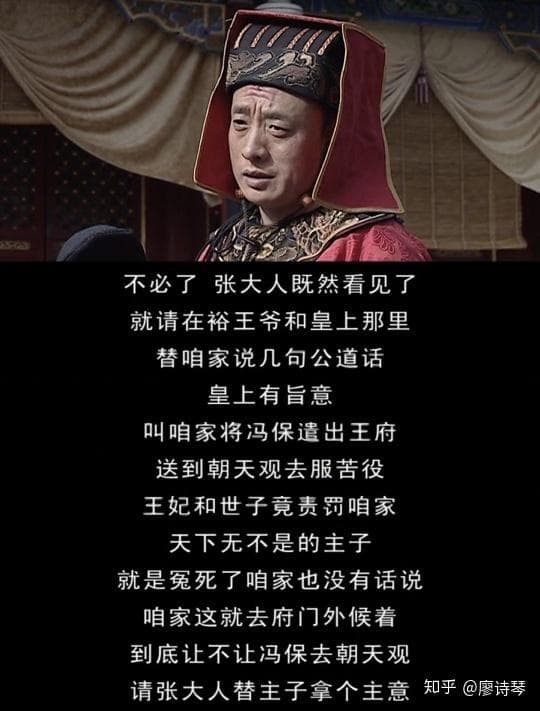 不必了 张大人既然看见了
就请在裕王爷和皇上那里
替咱家说几句公道话
皇上有旨意
叫咱家将冯保遣出王府
送到朝天观去服苦役
王妃和世子竟责罚咱家
天下无不是的主子
就是冤死了咱家也没有话说
咱家这就去府门外候着
到底让不让冯保去朝天观
请张大人替主子拿个主意
知乎 @廖诗琴